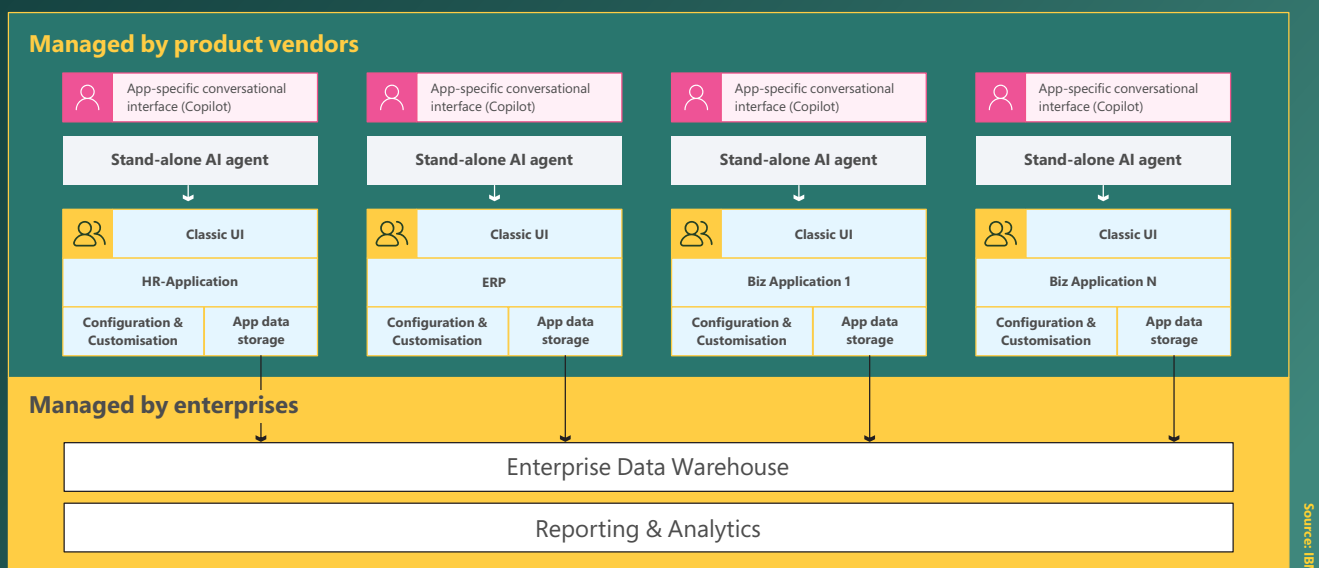 Managed by product vendors
App-specific conversational
interface (Copilot)
App-specific conversational
interface (Copilot)
App-specific conversational
interface (Copilot)
App-specific conversational
interface (Copilot)
Stand-alone AI agent
Stand-alone AI agent
Stand-alone AI agent
Stand-alone AI agent
Classic UI
Classic UI
Classic UI
Classic UI
HR-Application
ERP
Biz Application 1
Biz Application N
Configuration &
Customisation
App data
storage
Configuration &
Customisation
App data
storage
Configuration &
Customisation
App data
storage
Configuration &
Customisation
App data
storage
Managed by enterprises
Enterprise Data Warehouse
Reporting & Analytics
Source: